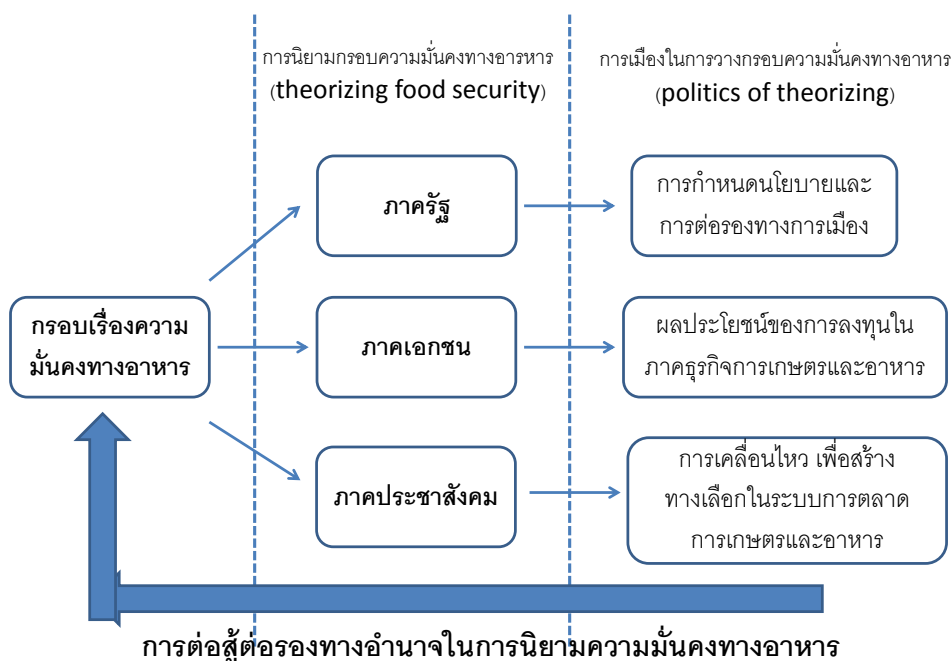 การนิยามกรอบความมั่นคงทางอารหาร
(theorizing food security)
การเมืองในการวางกรอบความมั่นคงทางอาหาร
(politics of theorizing)
ภาครัฐ
การกำหนดนโยบายและ
การต่อรองทางการเมือง
กรอบเรื่องความ
มั่นคงทางอาหาร
ภาคเอกชน
ผลประโยชน์ของการลงทุนใน
ภาคธุรกิจการเกษตรและอาหาร
ภาคประชาสังคม
การเคลื่อนไหว เพื่อสร้าง
ทางเลือกในระบบการตลาด
การเกษตรและอาหาร
การต่อสู้ต่อรองทางอำนาจในการนิยามความมั่นคงทางอาหาร